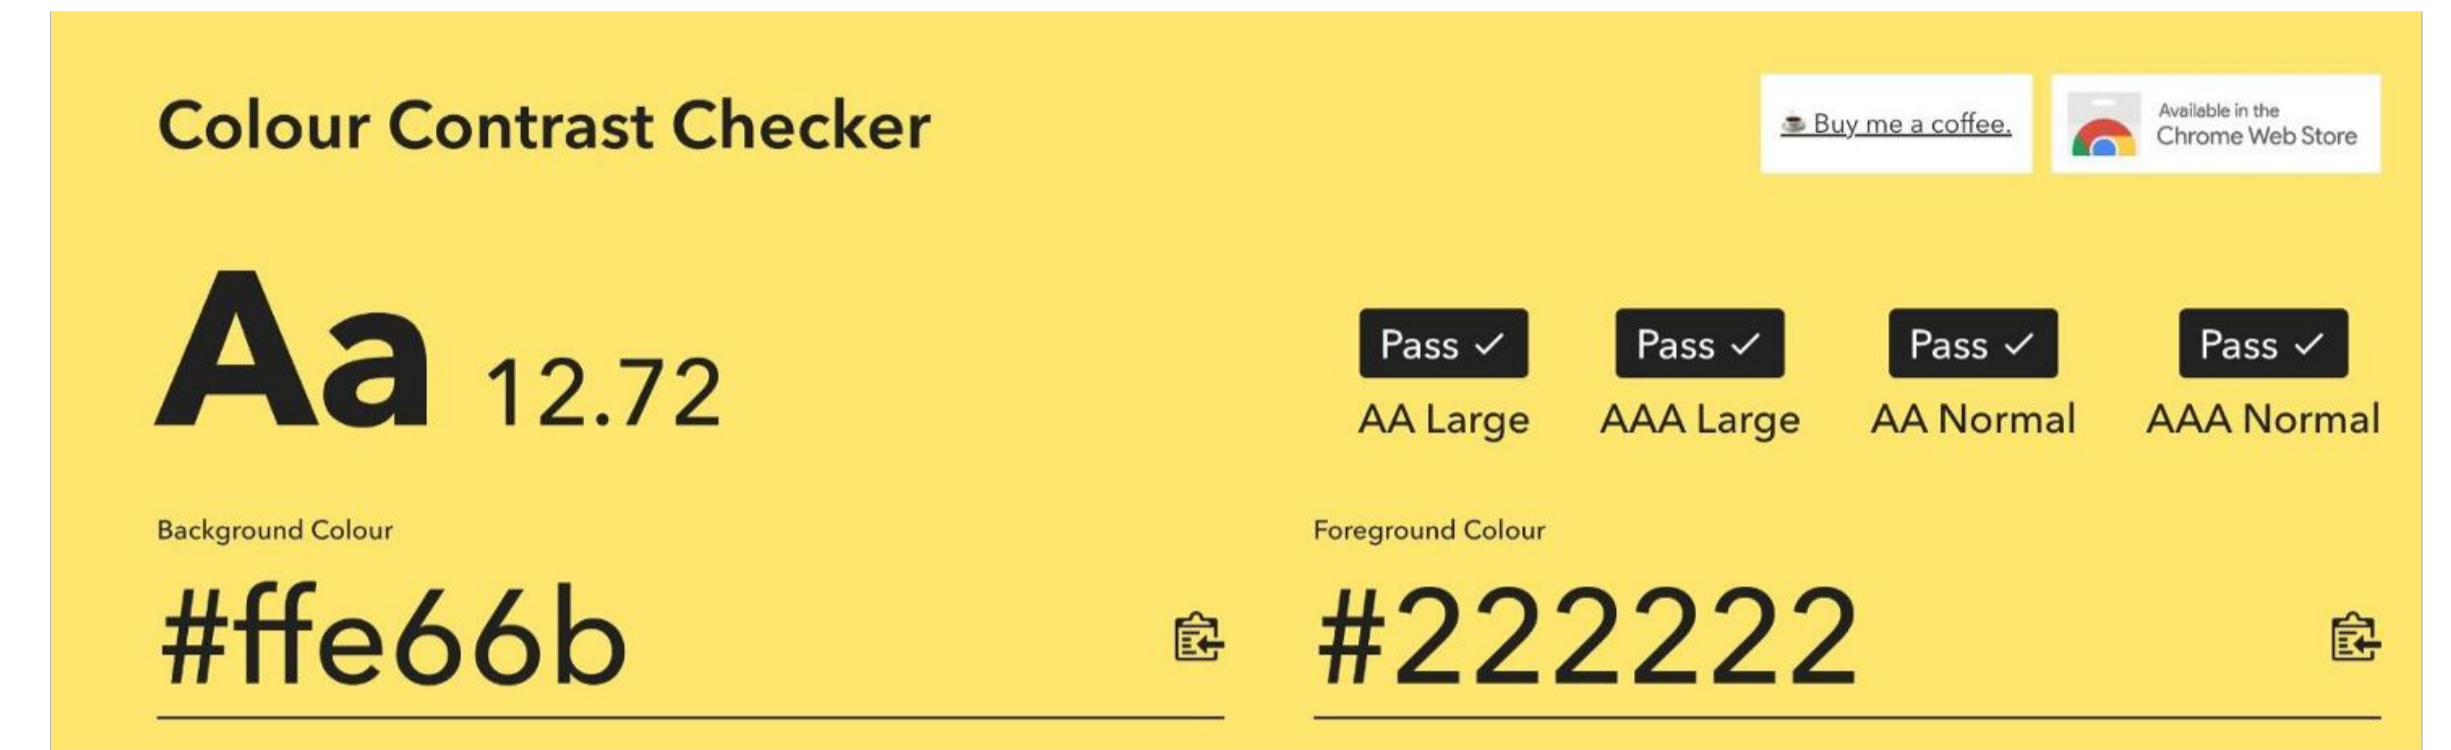 Colour Contrast Checker
☕ Buy me a coffee.
Available in the
Chrome Web Store
Aa 12.72
Pass ✓ Pass ✓ Pass ✓ Pass ✓
AA Large AAA Large AA Normal AAA Normal
Background Colour
#ffe66b
Foreground Colour
#222222